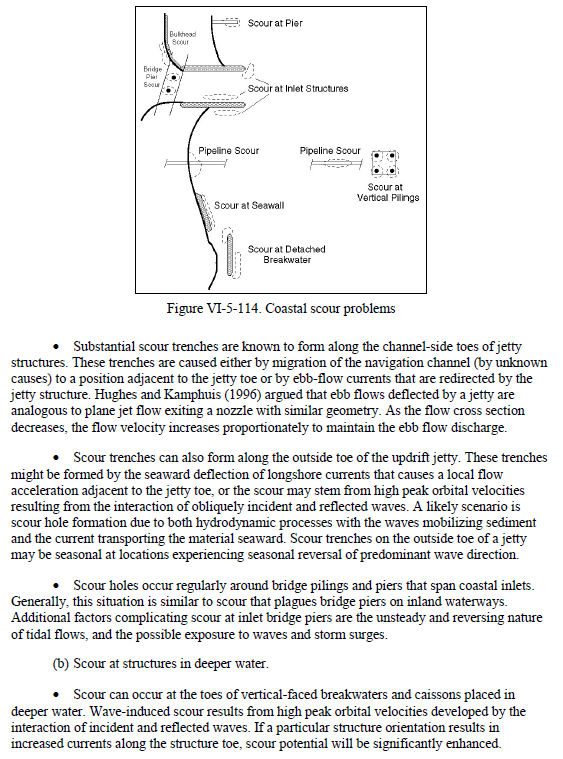 Scour at Pier
Bulkhead
Scour
Bridge
Pier
Scour
Scour at Inlet Structures
Pipeline Scour
Pipeline Scour
Scour at
Vertical Pilings
Scour at Seawall
Scour at Detached
Breakwater
Figure VI-5-114. Coastal scour problems
• Substantial scour trenches are known to form along the channel-side toes of jetty
structures. These trenches are caused either by migration of the navigation channel (by unknown
causes) to a position adjacent to the jetty toe or by ebb-flow currents that are redirected by the
jetty structure. Hughes and Kamphuis (1996) argued that ebb flows deflected by a jetty are
analogous to plane jet flow exiting a nozzle with similar geometry. As the flow cross section
decreases, the flow velocity increases proportionately to maintain the ebb flow discharge.
• Scour trenches can also form along the outside toe of the updrift jetty. These trenches
might be formed by the seaward deflection of longshore currents that causes a local flow
acceleration adjacent to the jetty toe, or the scour may stem from high peak orbital velocities
resulting from the interaction of obliquely incident and reflected waves. A likely scenario is
scour hole formation due to both hydrodynamic processes with the waves mobilizing sediment
and the current transporting the material seaward. Scour trenches on the outside toe of a jetty
may be seasonal at locations experiencing seasonal reversal of predominant wave direction.
• Scour holes occur regularly around bridge pilings and piers that span coastal inlets.
Generally, this situation is similar to scour that plagues bridge piers on inland waterways.
Additional factors complicating scour at inlet bridge piers are the unsteady and reversing nature
of tidal flows, and the possible exposure to waves and storm surges.
(b) Scour at structures in deeper water.
• Scour can occur at the toes of vertical-faced breakwaters and caissons placed in
deeper water. Wave-induced scour results from high peak orbital velocities developed by the
interaction of incident and reflected waves. If a particular structure orientation results in
increased currents along the structure toe, scour potential will be significantly enhanced.